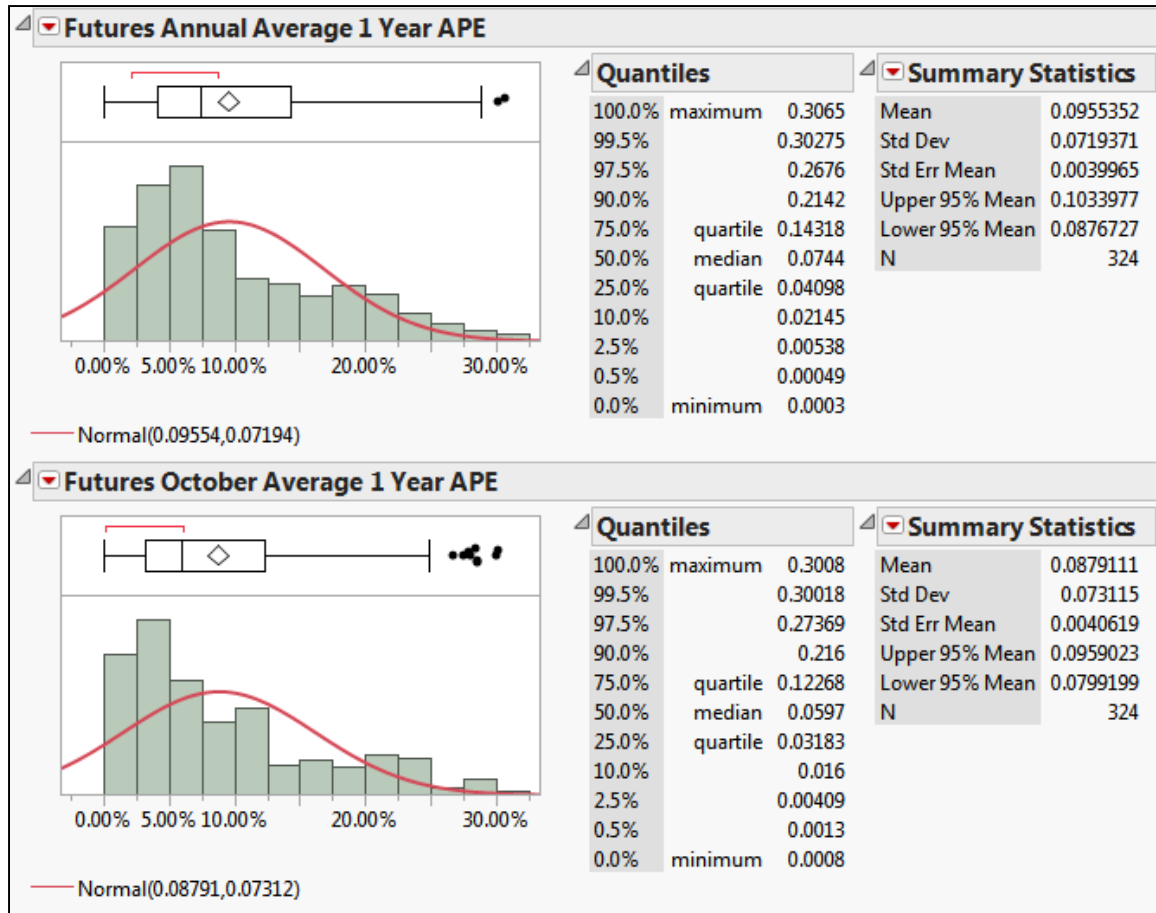 Futures Annual Average 1 Year APE
0.00% 5.00% 10.00% 20.00% 30.00%
Normal(0.09554,0.07194)
Quantiles
100.0% maximum 0.3065
99.5% 0.30275
97.5% 0.2676
90.0% 0.2142
75.0% quartile 0.14318
50.0% median 0.0744
25.0% quartile 0.04098
10.0% 0.02145
2.5% 0.00538
0.5% 0.00049
0.0% minimum 0.0003
Summary Statistics
Mean 0.0955352
Std Dev 0.0719371
Std Err Mean 0.0039965
Upper 95% Mean 0.1033977
Lower 95% Mean 0.0876727
N 324
Futures October Average 1 Year APE
0.00% 5.00% 10.00% 20.00% 30.00%
Normal(0.08791,0.07312)
Quantiles
100.0% maximum 0.3008
99.5% 0.30018
97.5% 0.27369
90.0% 0.216
75.0% quartile 0.12268
50.0% median 0.0597
25.0% quartile 0.03183
10.0% 0.016
2.5% 0.00409
0.5% 0.0013
0.0% minimum 0.0008
Summary Statistics
Mean 0.0879111
Std Dev 0.073115
Std Err Mean 0.0040619
Upper 95% Mean 0.0959023
Lower 95% Mean 0.0799199
N 324